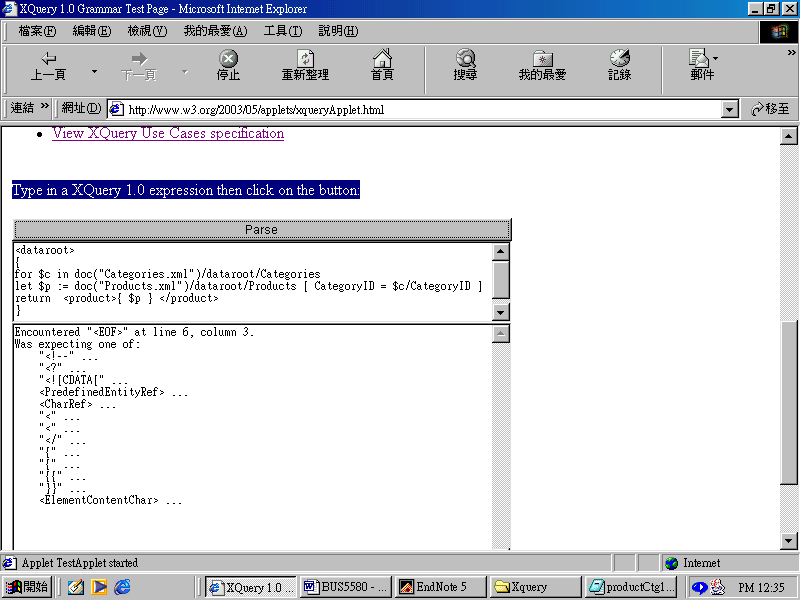 XQuery 1.0 Grammar Test Page - Microsoft Internet Explorer
檔案(F) 編輯(E) 檢視(V) 我的最愛(A) 工具(T) 說明(H)
上一頁 下一頁 停止 重新整理 首頁 搜尋 我的最愛 記錄 郵件 »
連結 » 網址(D) http://www.w3.org/2003/05/applets/xqueryApplet.html 移至
• View XQuery Use Cases specification
Type in a XQuery 1.0 expression then click on the button:
Parse
<dataroot>
{
for $c in doc("Categories.xml")/dataroot/Categories
let $p := doc("Products.xml")/dataroot/Products [ CategoryID = $c/CategoryID ]
return  <product>{ $p } </product>
}
Encountered "<EOF>" at line 6, column 3.
Was expecting one of:
"<!--" ...
"<?" ...
"<![CDATA[" ...
<PredefinedEntityRef> ...
<CharRef> ...
"<" ...
"<" ...
"</" ...
"{" ...
"{" ...
"{{" ...
"}}" ...
<ElementContentChar> ...
Applet TestApplet started Internet
開始 XQuery 1.0 ... BUS5580 - ... EndNote 5 Xquery productCtg1... PM 12:35